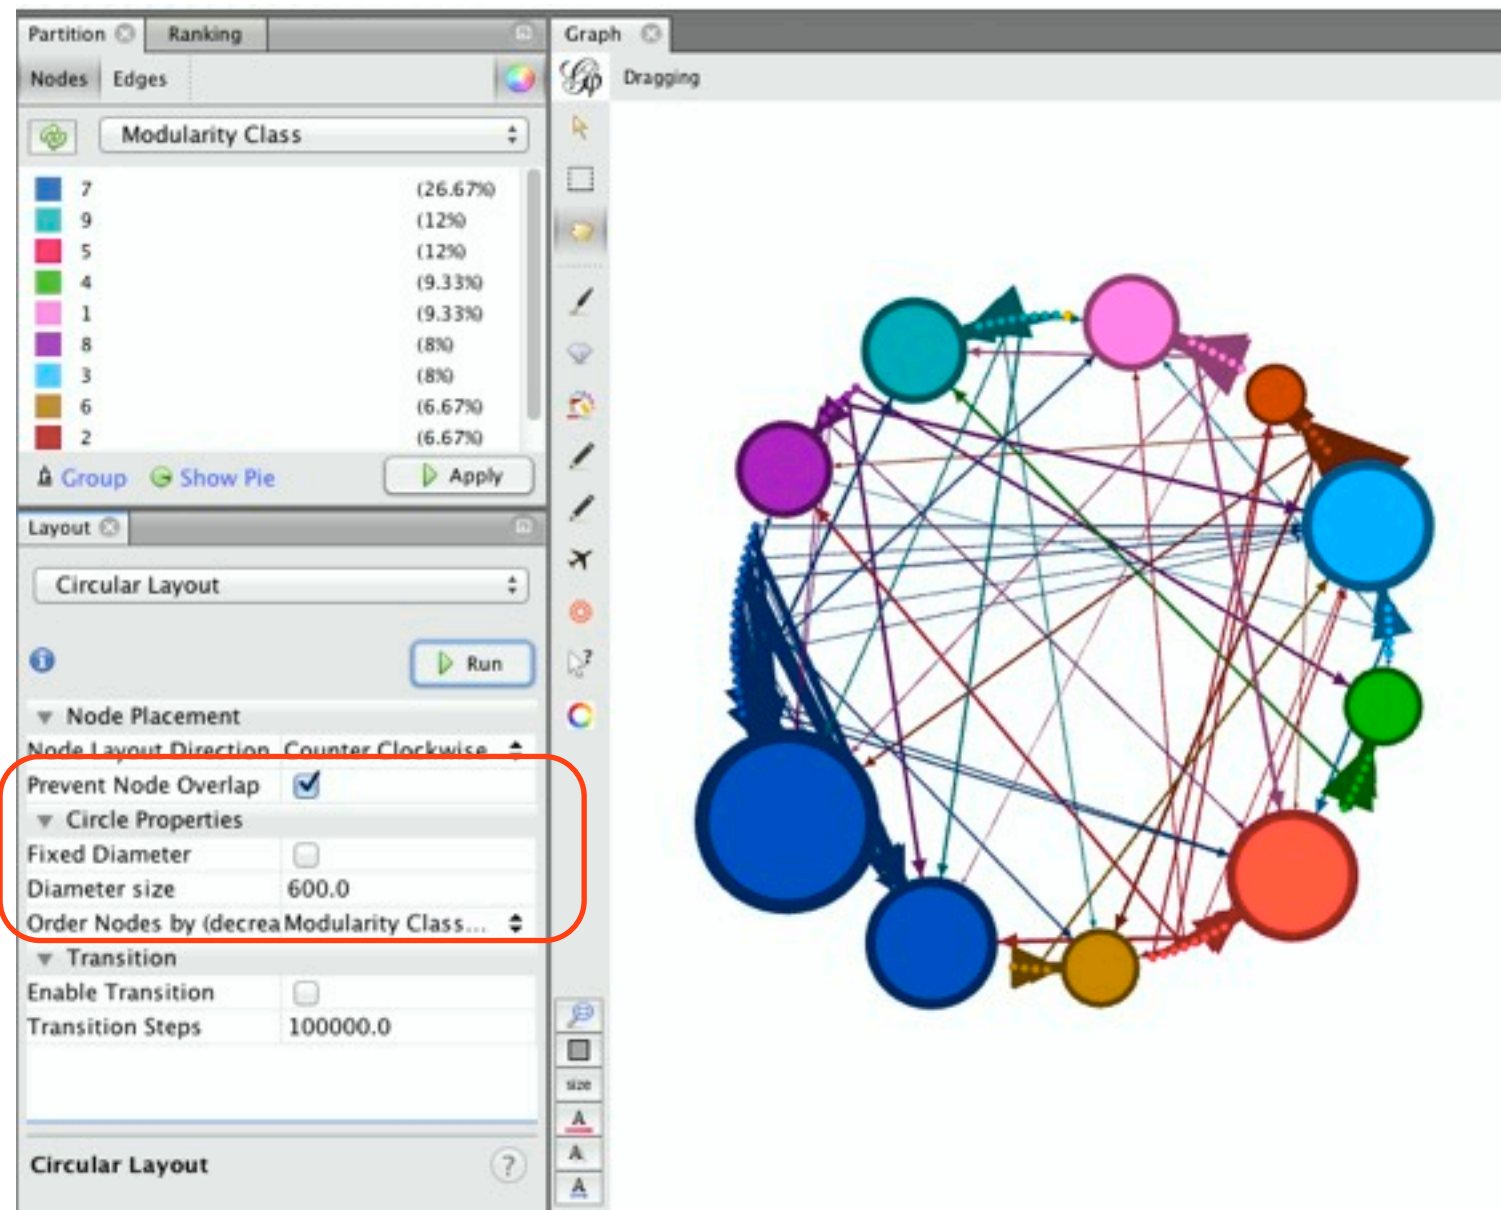 Partition Ranking
Nodes Edges
Modularity Class
7 (26.67%)
9 (12%)
5 (12%)
4 (9.33%)
1 (9.33%)
8 (8%)
3 (8%)
6 (6.67%)
2 (6.67%)
Group Show Pie Apply
Layout
Circular Layout
Run
Node Placement
Node Layout Direction Counter Clockwise
Prevent Node Overlap
Circle Properties
Fixed Diameter
Diameter size 600.0
Order Nodes by (decrea Modularity Class...
Transition
Enable Transition
Transition Steps 100000.0
Circular Layout ?
Graph
Dragging
?
size
A
A
A